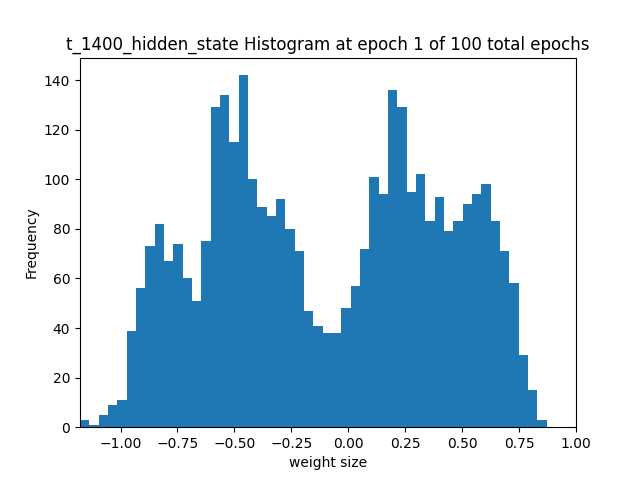 t_1400_hidden_state Histogram at epoch 1 of 100 total epochs
140
120
100
80
60
40
20
0
Frequency
−1.00 −0.75 −0.50 −0.25 0.00 0.25 0.50 0.75 1.00
weight size